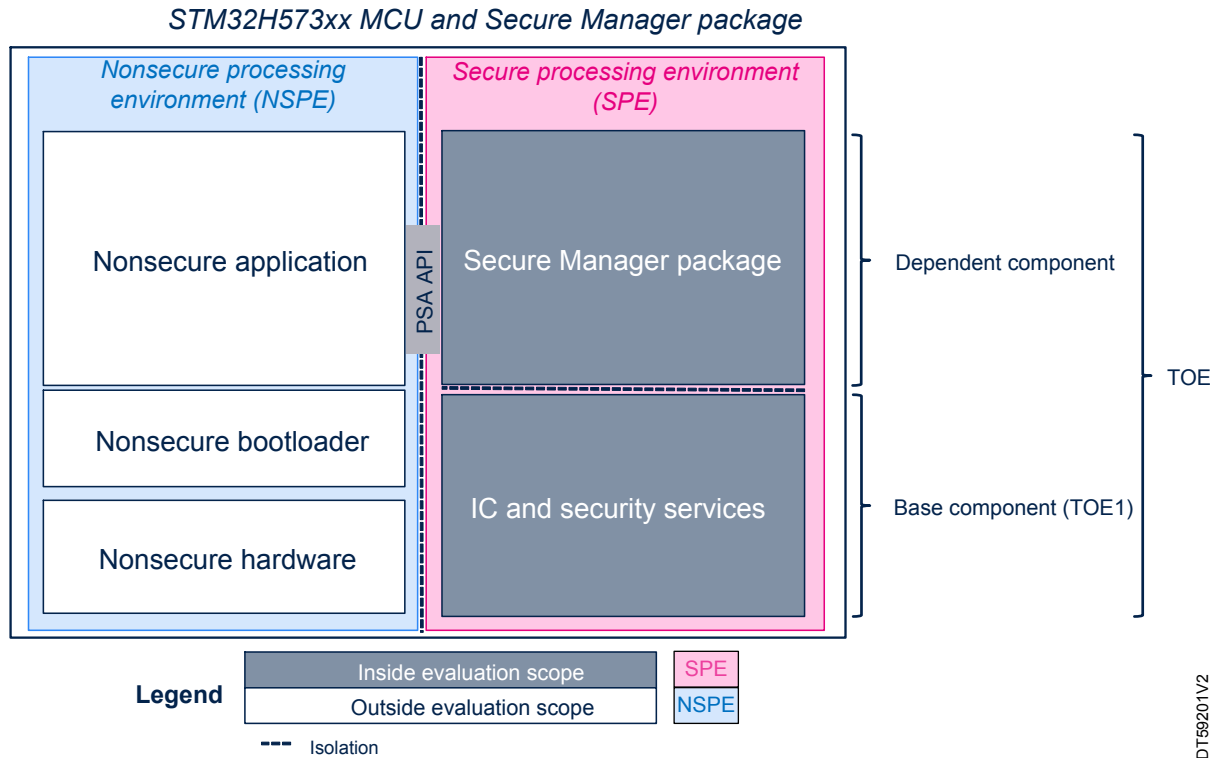 STM32H573xx MCU and Secure Manager package
Nonsecure processing
environment (NSPE)
Secure processing environment
(SPE)
Nonsecure application
PSA API
Secure Manager package
Dependent component
TOE
Nonsecure bootloader
IC and security services
Base component (TOE1)
Nonsecure hardware
Legend
Inside evaluation scope
Outside evaluation scope
SPE
NSPE
Isolation
DT59201V2